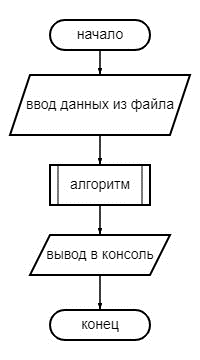 начало
ввод данных из файла
алгоритм
вывод в консоль
конец